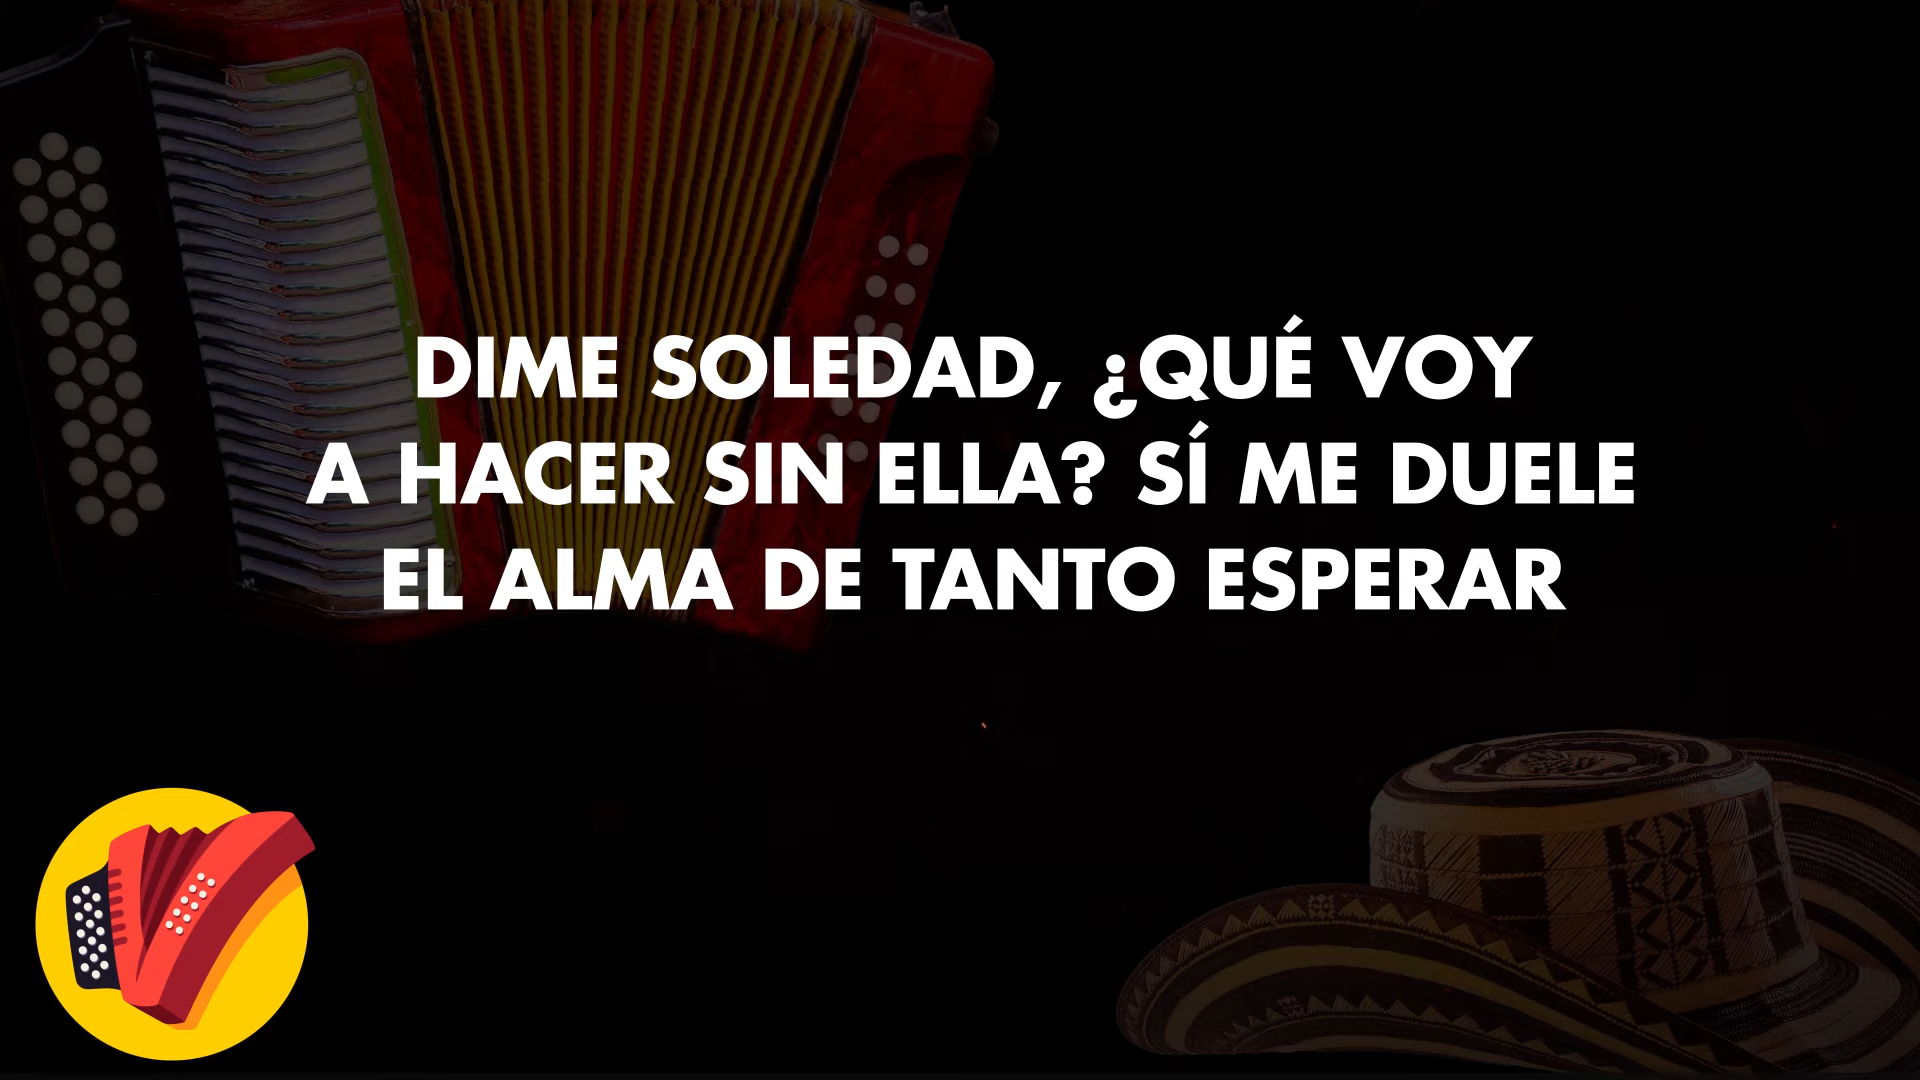 DIME SOLEDAD, ¿QUÉ VOY
A HACER SIN ELLA? SÍ ME DUELE
EL ALMA DE TANTO ESPERAR